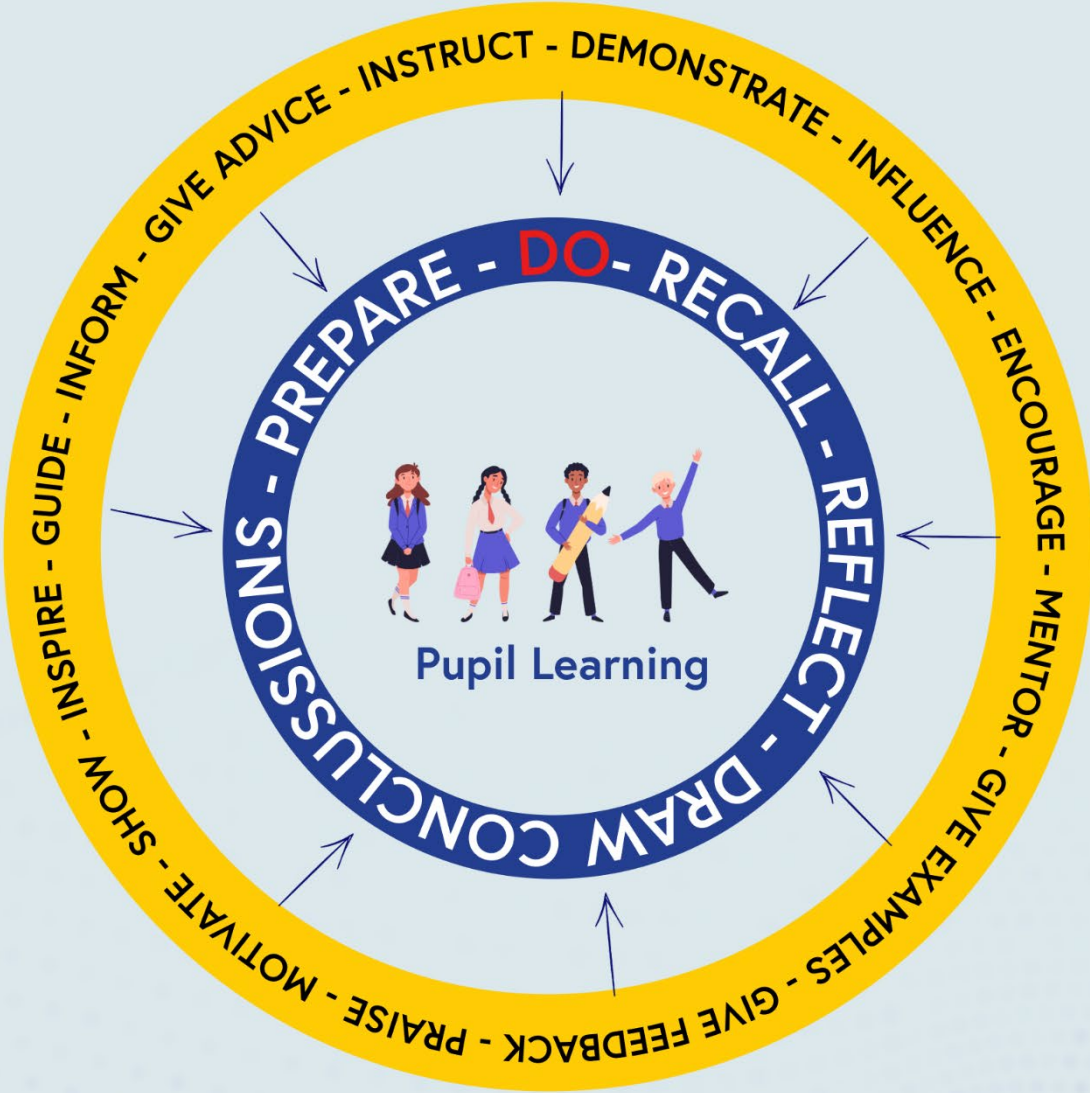 INSTRUCT - DEMONSTRATE - INFLUENCE - ENCOURAGE - MENTOR - GIVE EXAMPLES - GIVE FEEDBACK - PRAISE - MOTIVATE - SHOW - INSPIRE - GUIDE - INFORM - GIVE ADVICE -
PREPARE - DO- RECALL - REFLECT - DRAW CONCLUSSIONS -
Pupil Learning